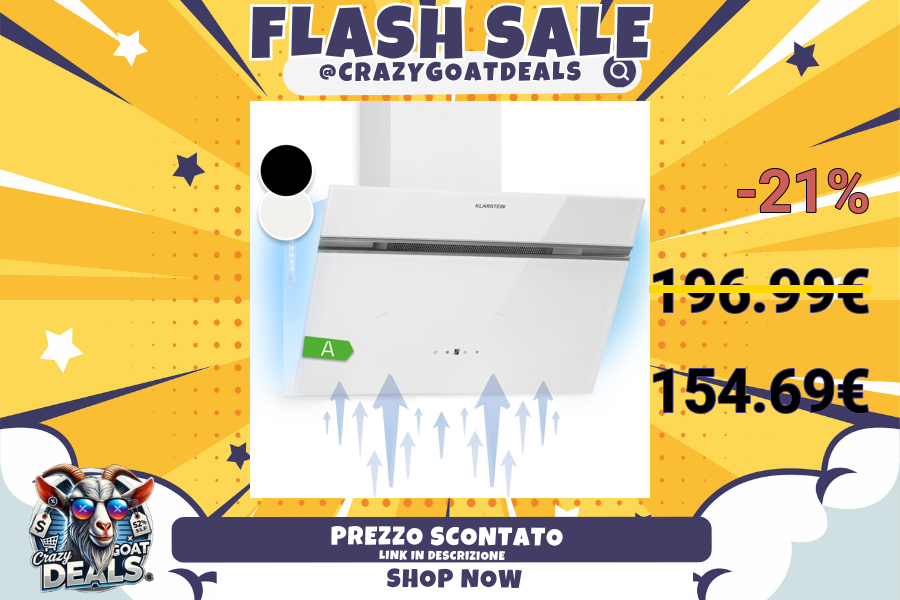 FLASH SALE
@CRAZYGOATDEALS
KLARSTEIN
A
-21%
196.99€
154.69€
$
52%
Crazy
GOAT
DEALS
PREZZO SCONTATO
LINK IN DESCRIZIONE
SHOP NOW